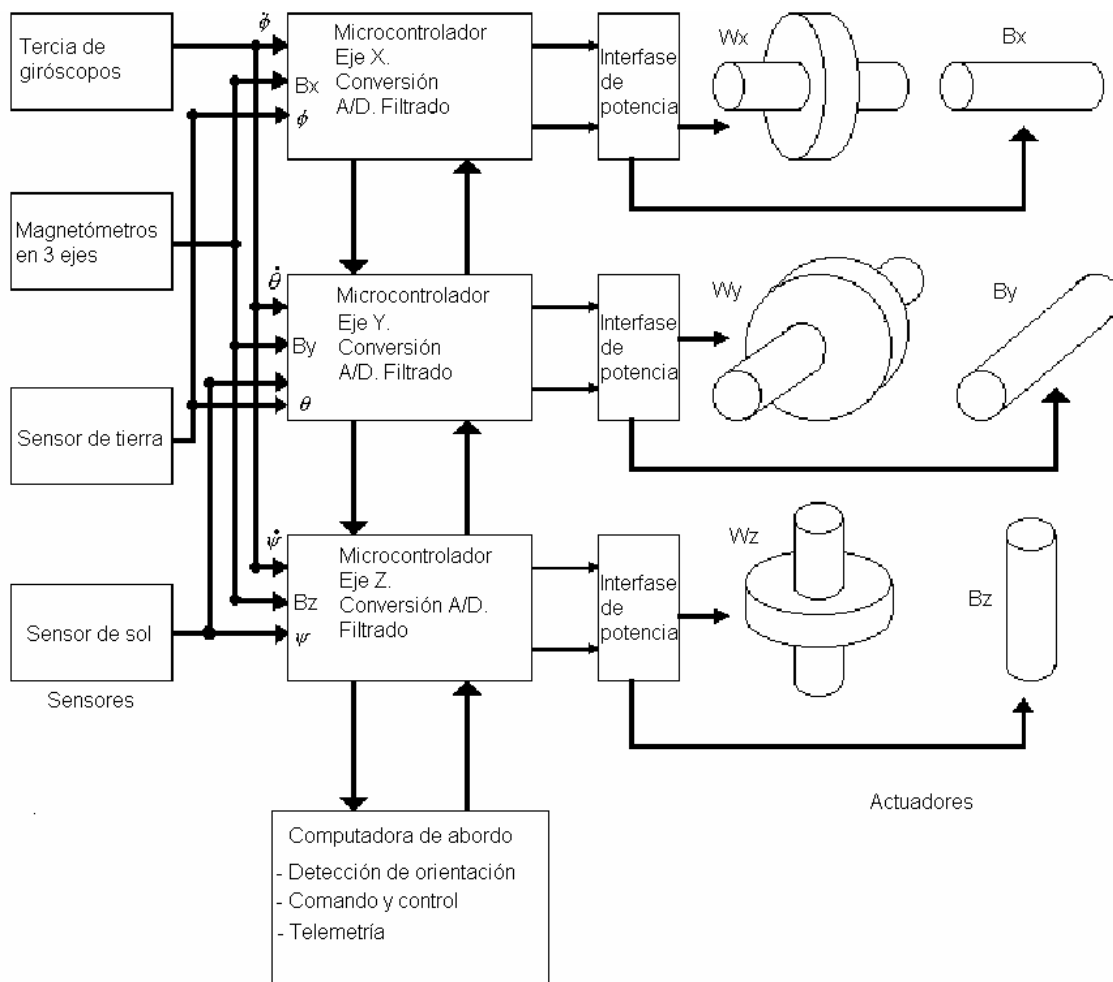 Tercia de
giróscopos
Magnetómetros
en 3 ejes
Sensor de tierra
Sensor de sol
Sensores
ϕ̇
Bx
ϕ
Microcontrolador
Eje X.
Conversión
A/D. Filtrado
Interfase
de
potencia
Wx
Bx
θ̇
By
θ
Microcontrolador
Eje Y.
Conversión
A/D. Filtrado
Interfase
de
potencia
Wy
By
ψ̇
Bz
ψ
Microcontrolador
Eje Z.
Conversión A/D.
Filtrado
Interfase
de
potencia
Wz
Bz
Actuadores
Computadora de abordo
- Detección de orientación
- Comando y control
- Telemetría